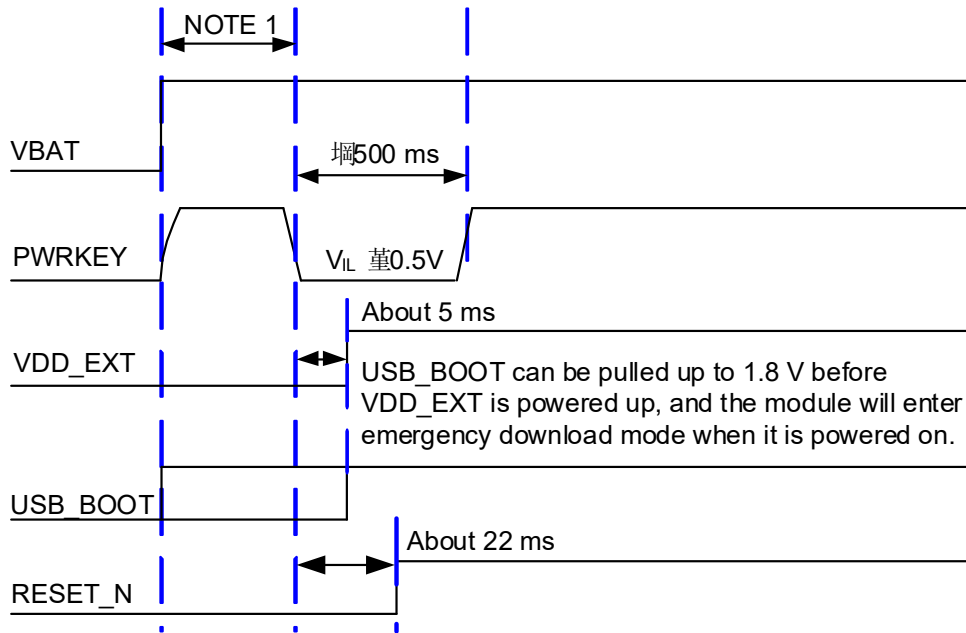 NOTE 1
VBAT
堈500 ms
PWRKEY
VIL 菫0.5V
About 5 ms
VDD_EXT
USB_BOOT can be pulled up to 1.8 V before
VDD_EXT is powered up, and the module will enter
emergency download mode when it is powered on.
USB_BOOT
About 22 ms
RESET_N